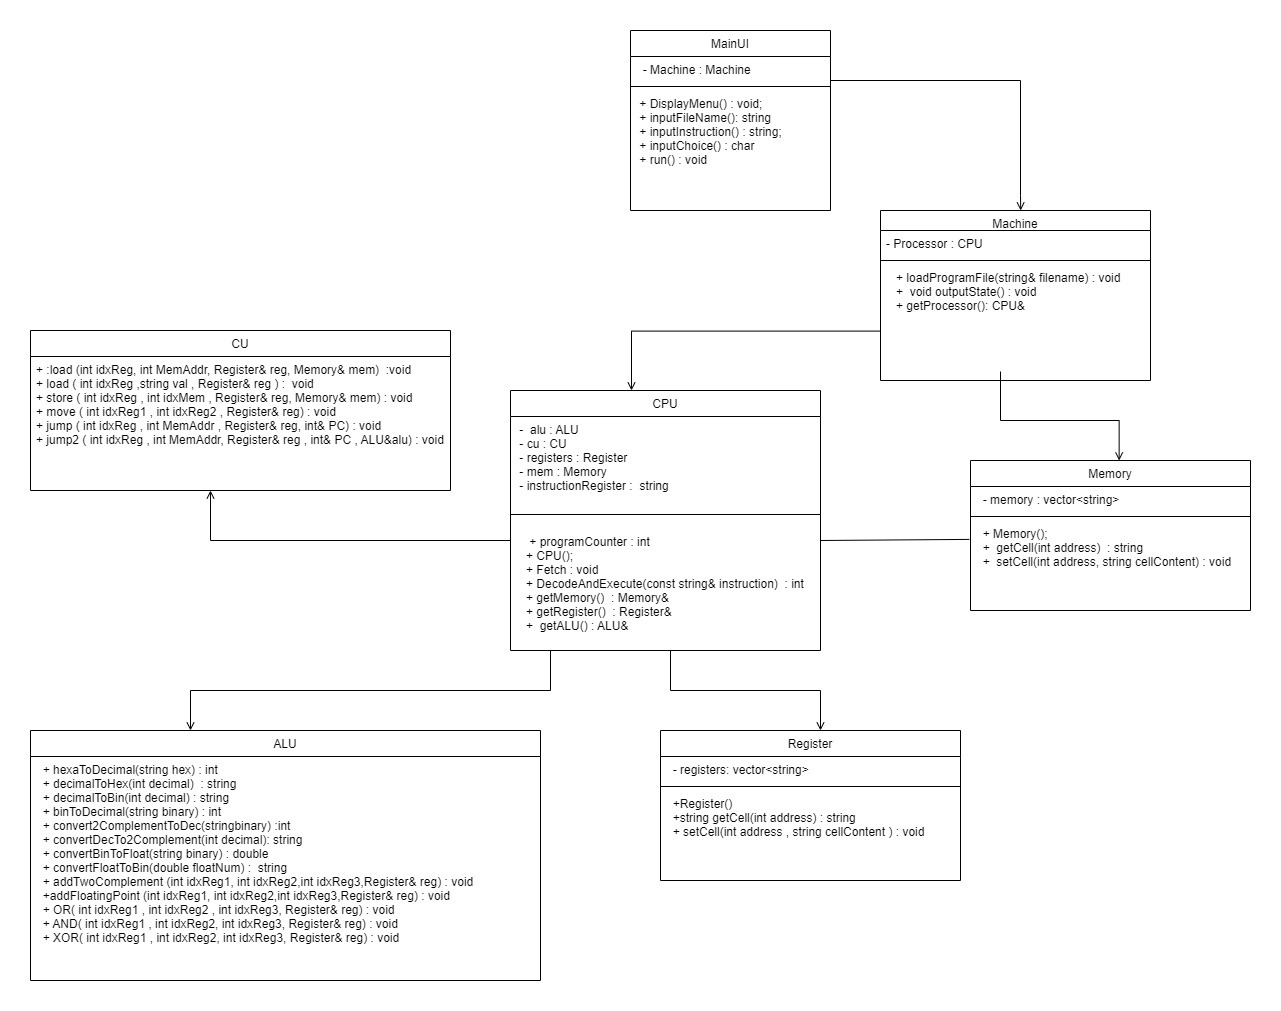 MainUI
- Machine : Machine
+ DisplayMenu() : void;
+ inputFileName(): string
+ inputInstruction() : string;
+ inputChoice() : char
+ run() : void
Machine
- Processor : CPU
+ loadProgramFile(string& filename) : void
+  void outputState() : void
+ getProcessor(): CPU&
CU
+ :load (int idxReg, int MemAddr, Register& reg, Memory& mem)  :void
+ load ( int idxReg ,string val , Register& reg ) :  void
+ store ( int idxReg , int idxMem , Register& reg, Memory& mem) : void
+ move ( int idxReg1 , int idxReg2 , Register& reg) : void
+ jump ( int idxReg , int MemAddr , Register& reg, int& PC) : void
+ jump2 ( int idxReg , int MemAddr, Register& reg , int& PC , ALU&alu) : void
CPU
-  alu : ALU
- cu : CU
- registers : Register
- mem : Memory
- instructionRegister :  string
+ programCounter : int
+ CPU();
+ Fetch : void
+ DecodeAndExecute(const string& instruction)  : int
+ getMemory()  : Memory&
+ getRegister()  : Register&
+  getALU() : ALU&
Memory
- memory : vector<string>
+ Memory();
+  getCell(int address)  : string
+  setCell(int address, string cellContent) : void
ALU
+ hexaToDecimal(string hex) : int
+ decimalToHex(int decimal)  : string
+ decimalToBin(int decimal) : string
+ binToDecimal(string binary) : int
+ convert2ComplementToDec(stringbinary) :int
+ convertDecTo2Complement(int decimal): string
+ convertBinToFloat(string binary) : double
+ convertFloatToBin(double floatNum) :  string
+ addTwoComplement (int idxReg1, int idxReg2,int idxReg3,Register& reg) : void
+addFloatingPoint (int idxReg1, int idxReg2,int idxReg3,Register& reg) : void
+ OR( int idxReg1 , int idxReg2 , int idxReg3, Register& reg) : void
+ AND( int idxReg1 , int idxReg2, int idxReg3, Register& reg) : void
+ XOR( int idxReg1 , int idxReg2, int idxReg3, Register& reg) : void
Register
- registers: vector<string>
+Register()
+string getCell(int address) : string
+ setCell(int address , string cellContent ) : void